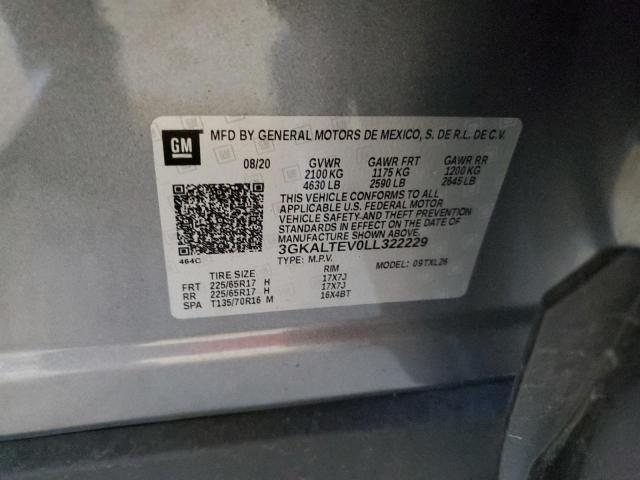 GM
MFD BY GENERAL MOTORS DE MEXICO, S. DE R.L. DE C.V.
08/20 GVWR GAWR FRT GAWR RR
2100 KG 1175 KG 1200 KG
4630 LB 2590 LB 2645 LB
THIS VEHICLE CONFORMS TO ALL
APPLICABLE U.S. FEDERAL MOTOR
VEHICLE SAFETY AND THEFT PREVENTION
STANDARDS IN EFFECT ON THE DATE OF
MANUFACTURE SHOWN ABOVE.
3GKALTEV0LL322229
464C TYPE: M.P.V. MODEL: 09TXL26
TIRE SIZE RIM
FRT 225/65R17 H 17X7J
RR 225/65R17 H 17X7J
SPA T135/70R16 M 16X4BT